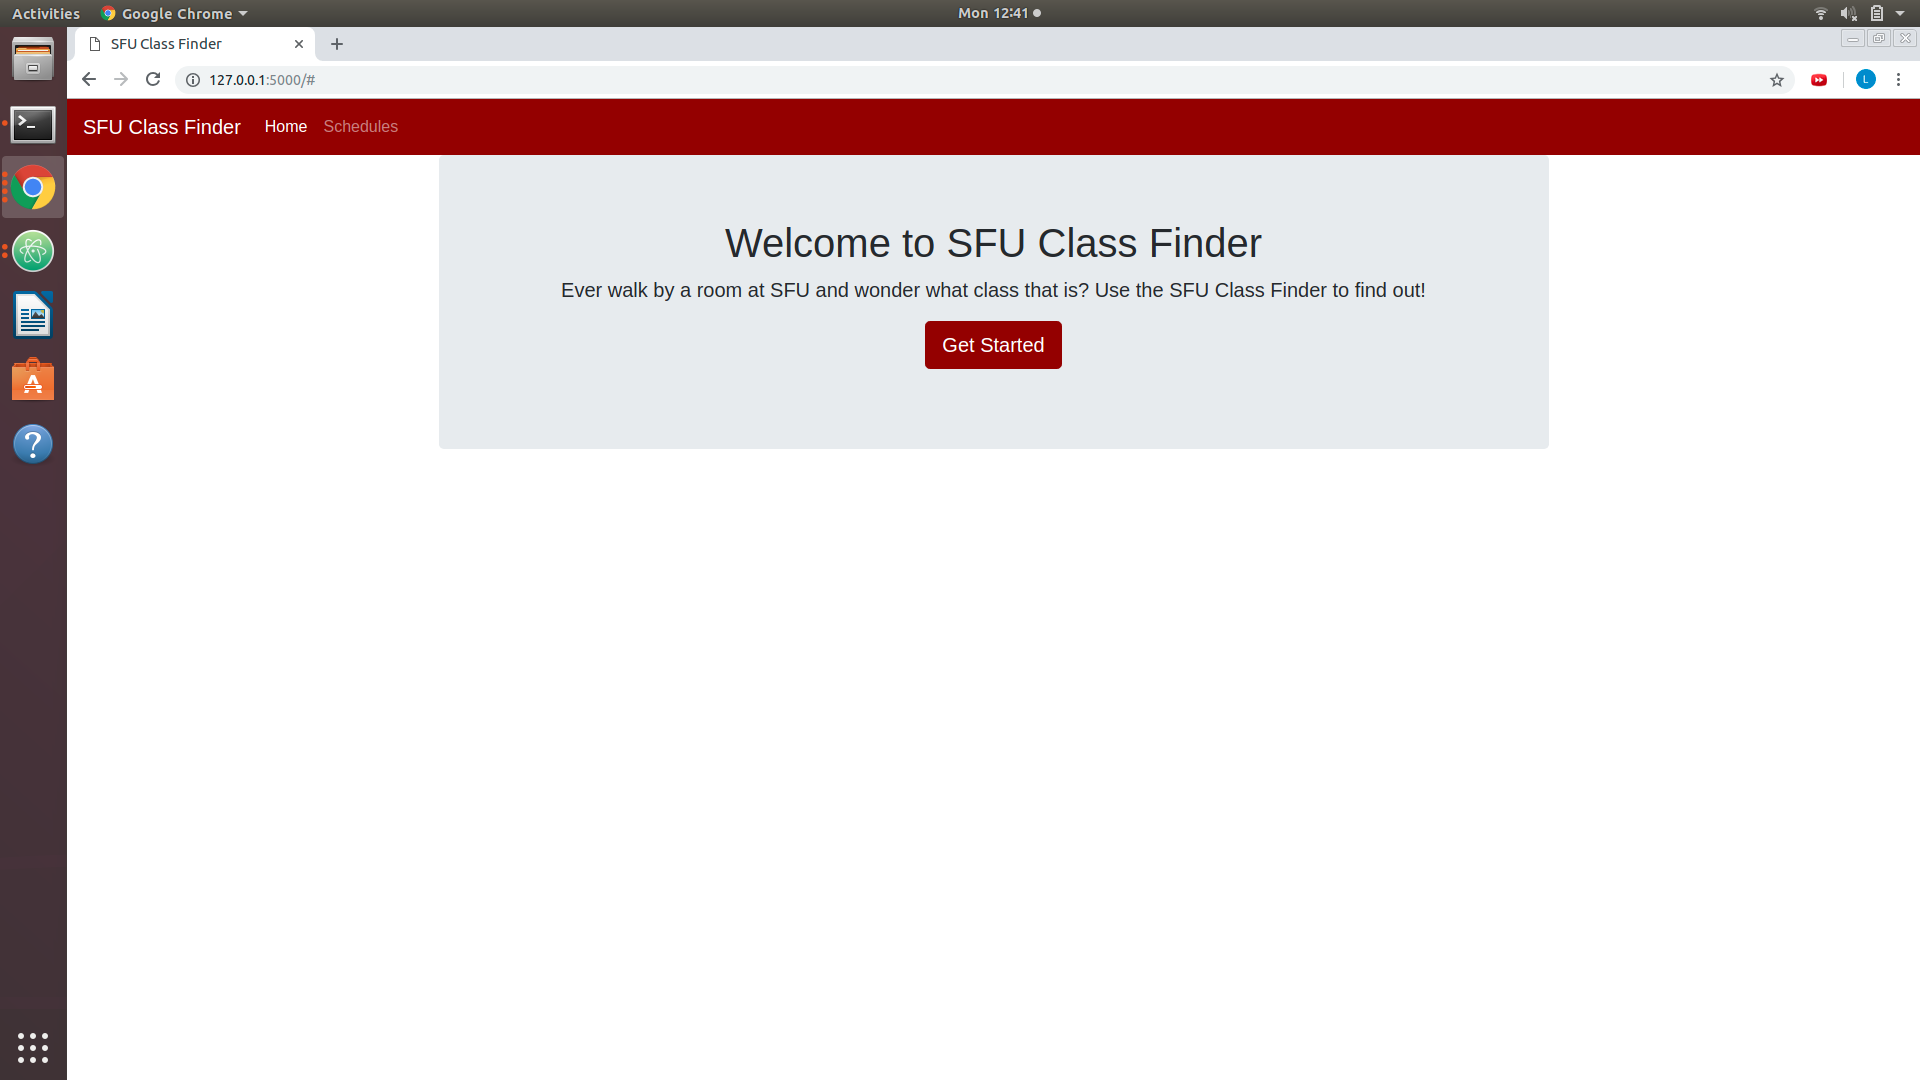 Activities
Google Chrome
Mon 12:41
SFU Class Finder
127.0.0.1:5000/#
L
SFU Class Finder
Home
Schedules
Welcome to SFU Class Finder
Ever walk by a room at SFU and wonder what class that is? Use the SFU Class Finder to find out!
Get Started